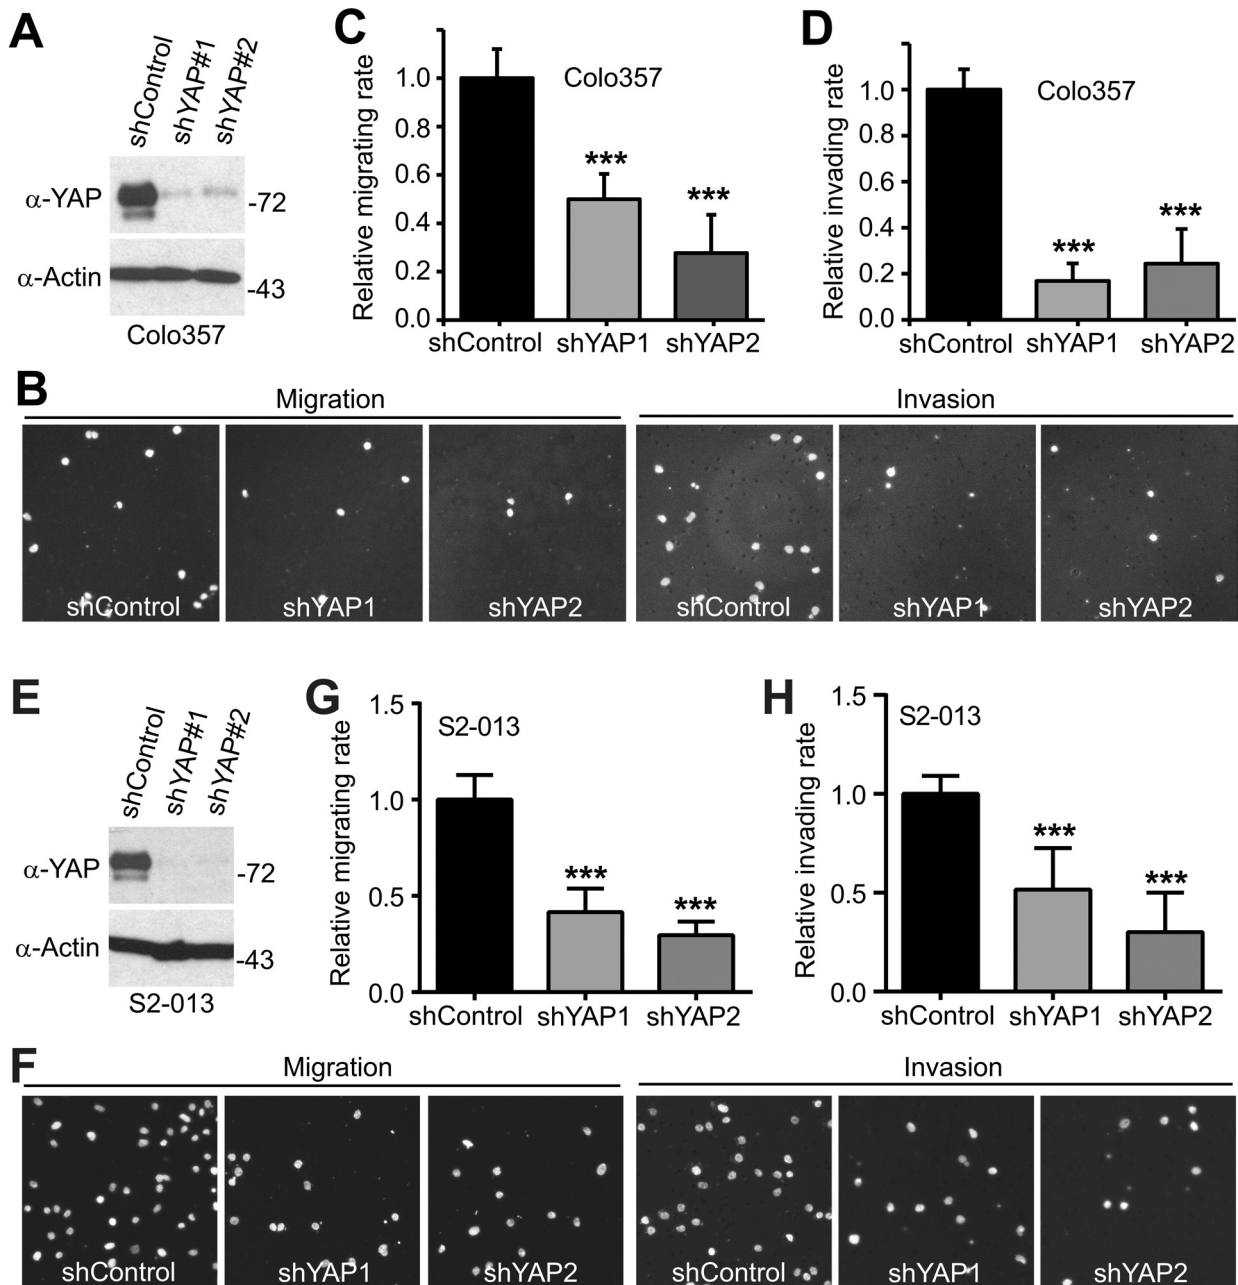 A
shControl
shYAP#1
shYAP#2
α-YAP
-72
α-Actin
-43
Colo357
C
Relative migrating rate
1.0
0.8
0.6
0.4
0.2
0.0
Colo357
***
***
shControl shYAP1 shYAP2
D
Relative invading rate
1.0
0.8
0.6
0.4
0.2
0.0
Colo357
***
***
shControl shYAP1 shYAP2
B
Migration
Invasion
shControl
shYAP1
shYAP2
shControl
shYAP1
shYAP2
E
shControl
shYAP#1
shYAP#2
α-YAP
-72
α-Actin
-43
S2-013
G
Relative migrating rate
1.5
1.0
0.5
0.0
S2-013
***
***
shControl shYAP1 shYAP2
H
Relative invading rate
1.5
1.0
0.5
0.0
S2-013
***
***
shControl shYAP1 shYAP2
F
Migration
Invasion
shControl
shYAP1
shYAP2
shControl
shYAP1
shYAP2